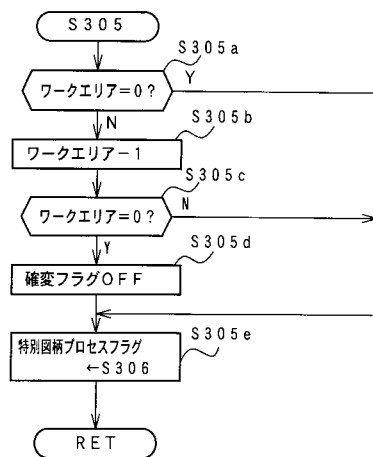 S305
S305a
ワークエリア=0?
Y
N
S305b
ワークエリア-1
S305c
ワークエリア=0?
N
Y
S305d
確変フラグOFF
特別図柄プロセスフラグ
←S306
S305e
RET